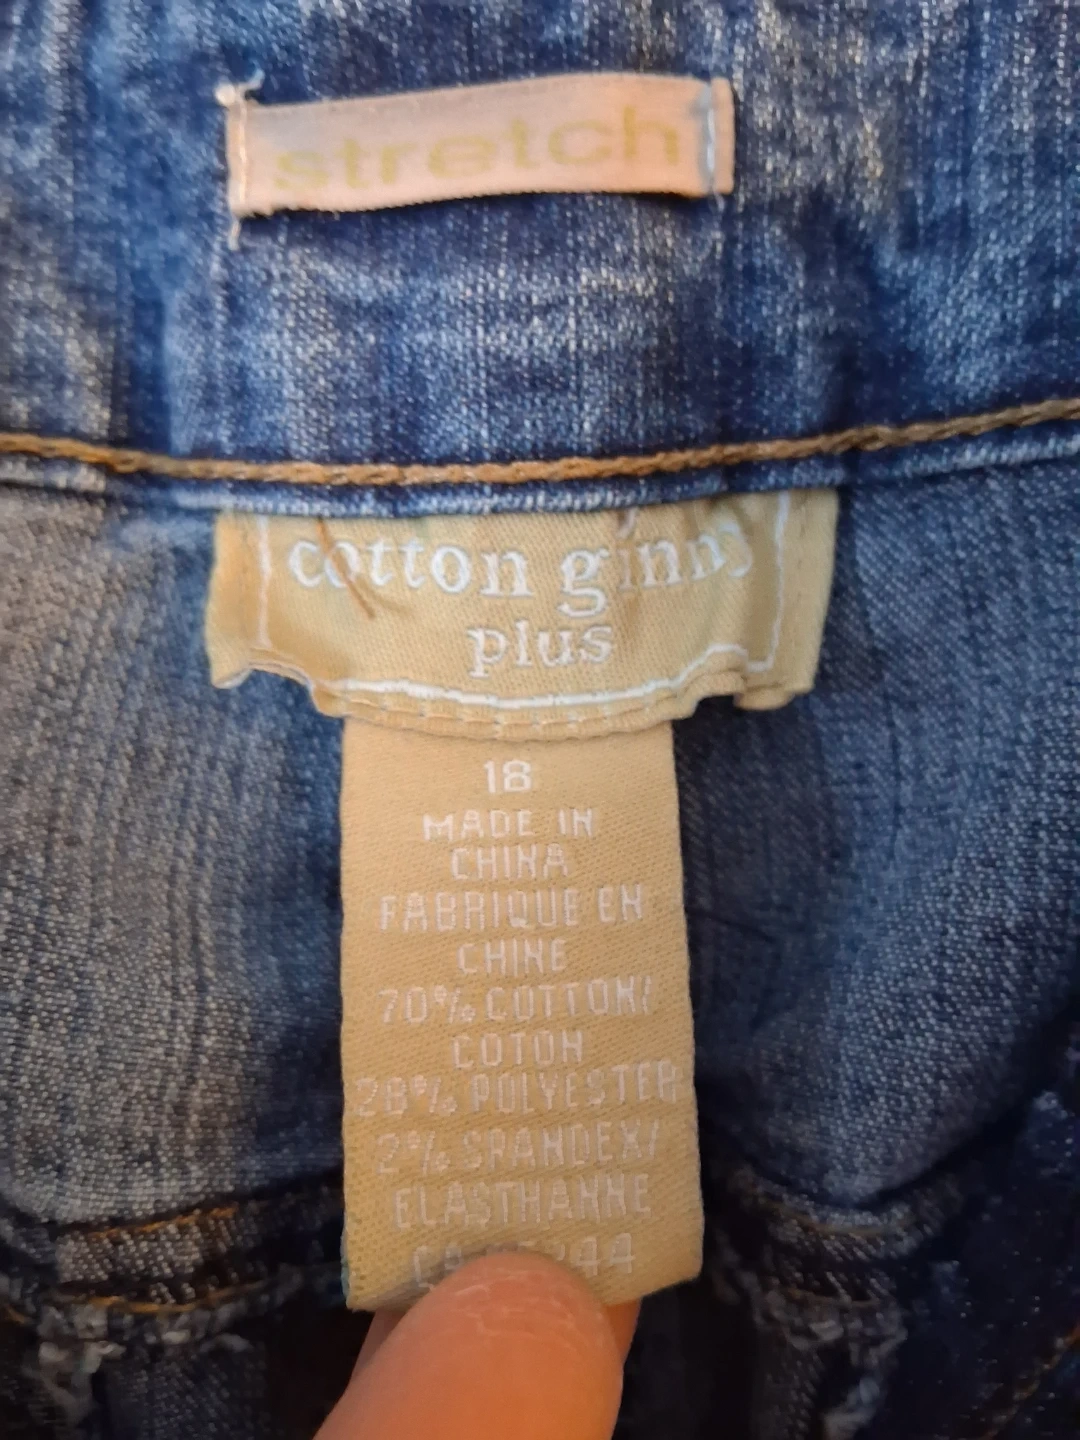 stretch
cotton ginny
plus
18
MADE IN
CHINA
FABRIQUE EN
CHINE
70% COTTON/
COTON
28% POLYESTER
2% SPANDEX/
ELASTHANNE